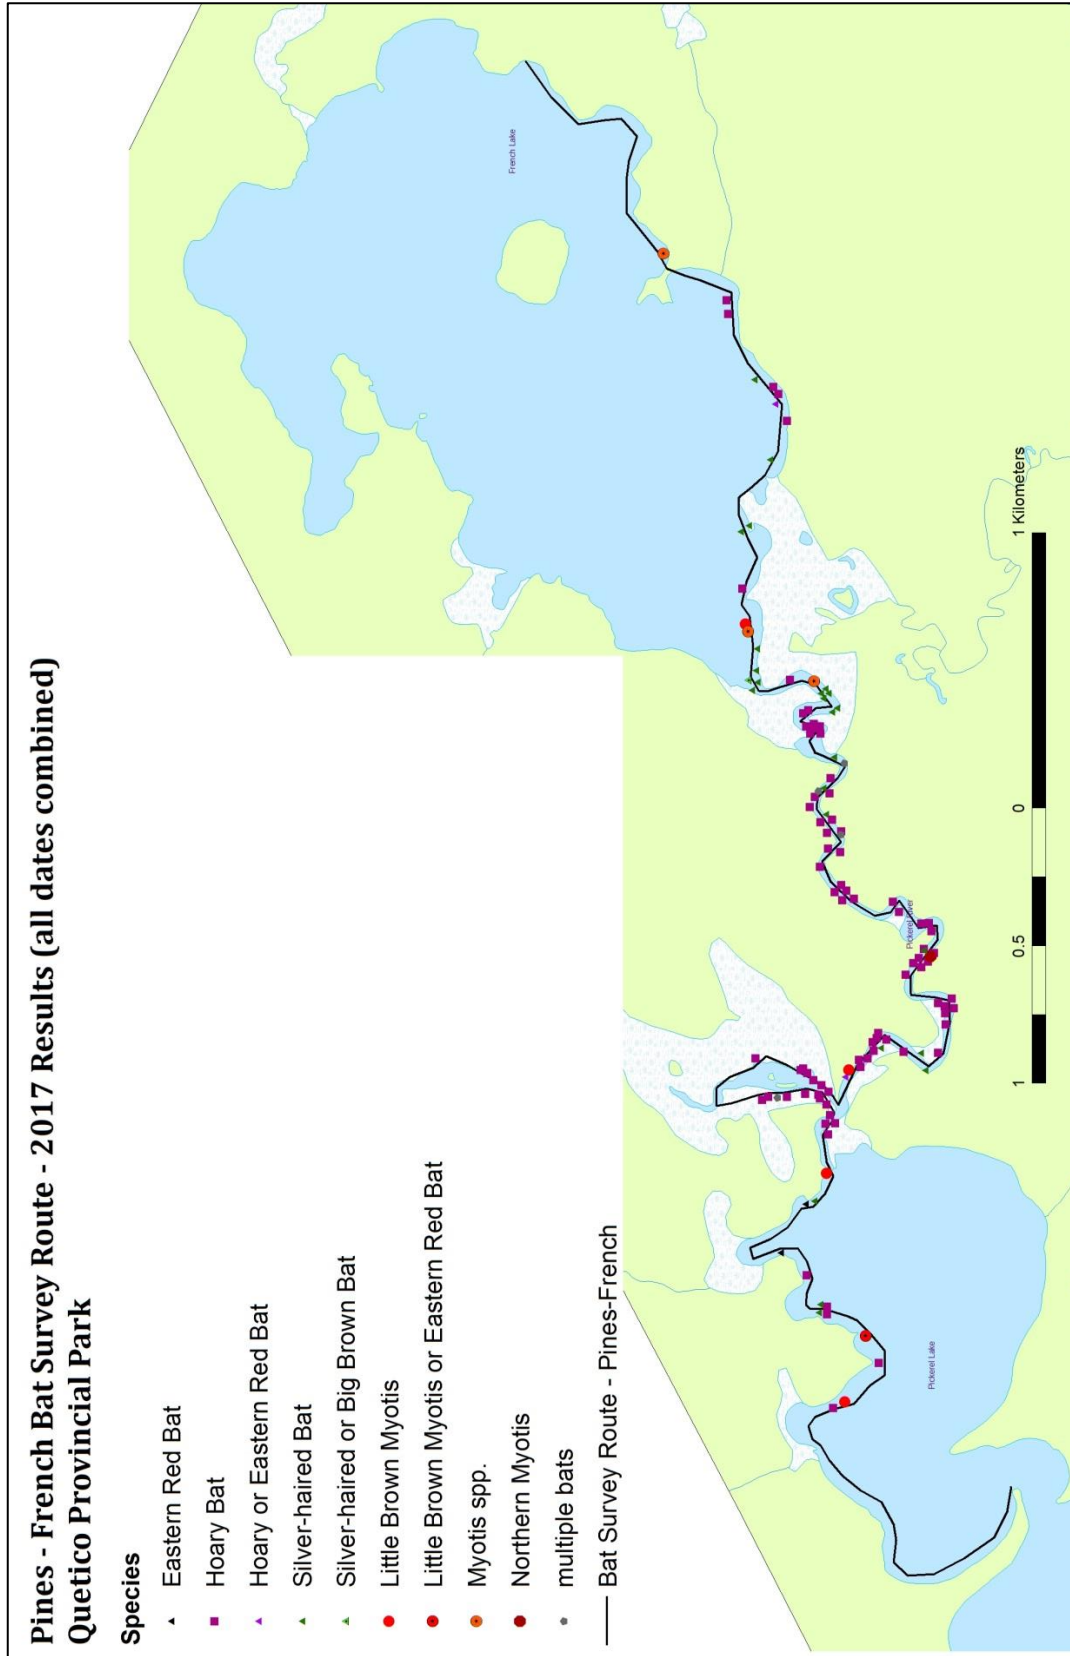 Pines - French Bat Survey Route - 2017 Results (all dates combined)
Quetico Provincial Park
Species
Eastern Red Bat
Hoary Bat
Hoary or Eastern Red Bat
Silver-haired Bat
Silver-haired or Big Brown Bat
Little Brown Myotis
Little Brown Myotis or Eastern Red Bat
Myotis spp.
Northern Myotis
multiple bats
Bat Survey Route - Pines-French
French Lake
Pickerel River
Pickerel Lake
1 0.5 0 1 Kilometers